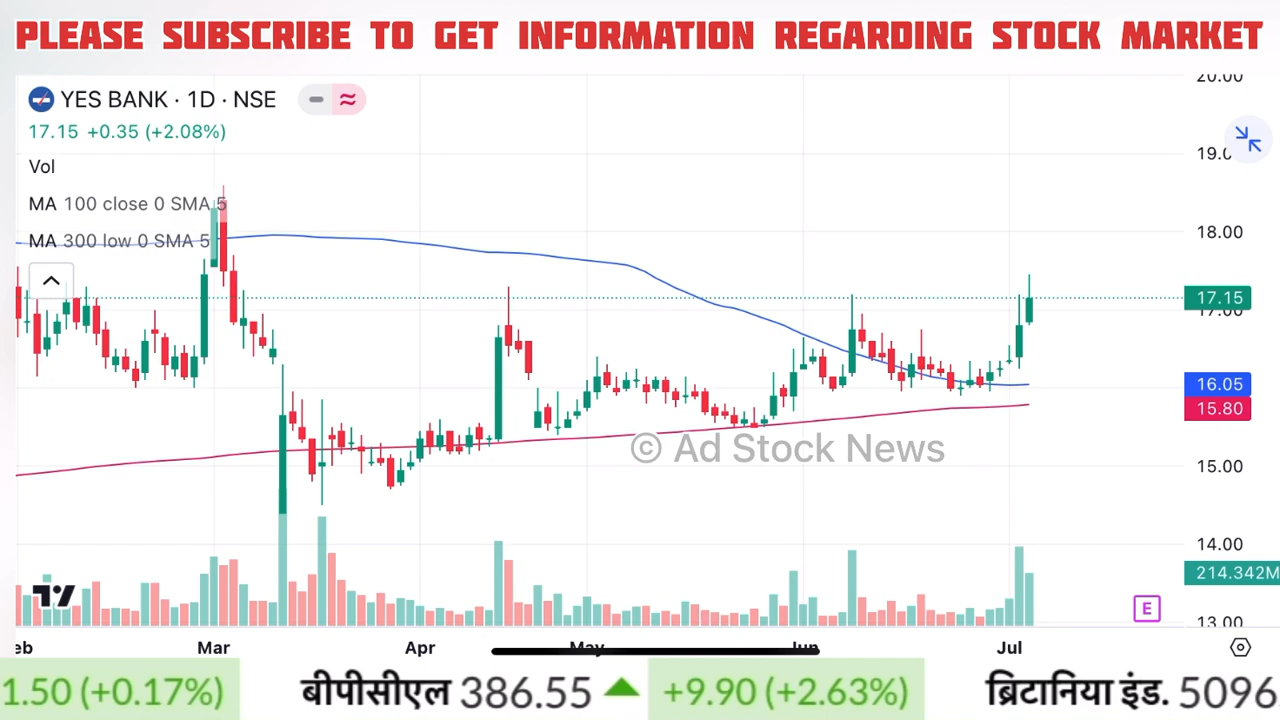 PLEASE SUBSCRIBE TO GET INFORMATION REGARDING STOCK MARKET
20.00
YES BANK · 1D · NSE
17.15 +0.35 (+2.08%)
19.0
Vol
MA 100 close 0 SMA 5
18.00
MA 300 low 0 SMA 5
17.15
17.00
16.05
15.80
© Ad Stock News
15.00
14.00
214.342M
E
13.00
eb Mar Apr May Jun Jul
1.50 (+0.17%) बीपीसीएल 386.55 +9.90 (+2.63%) ब्रिटानिया इंड. 5096.